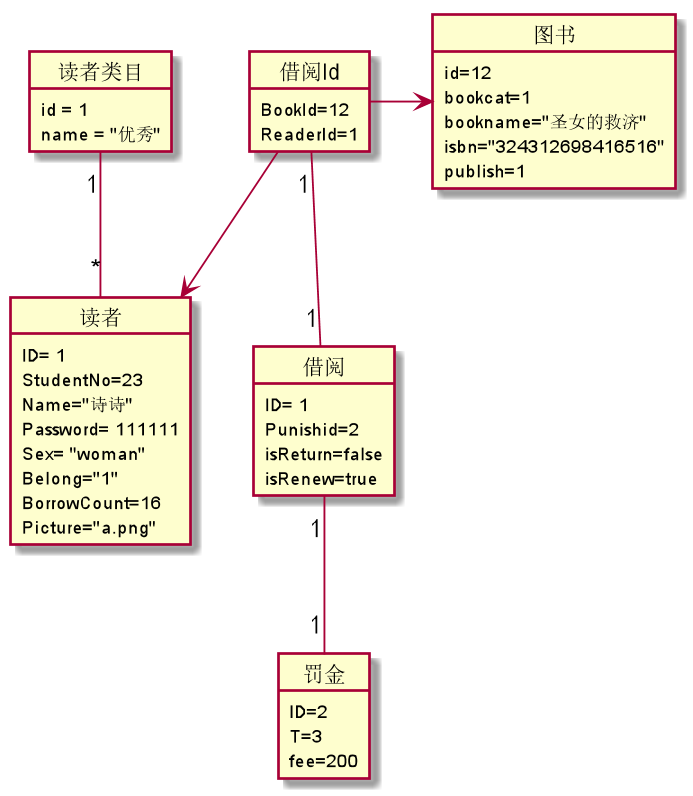 读者类目
id = 1
name = "优秀"
借阅Id
BookId=12
ReaderId=1
图书
id=12
bookcat=1
bookname="圣女的救济"
isbn="324312698416516"
publish=1
1
*
1
1
读者
ID= 1
StudentNo=23
Name="诗诗"
Password= 111111
Sex= "woman"
Belong="1"
BorrowCount=16
Picture="a.png"
借阅
ID= 1
Punishid=2
isReturn=false
isRenew=true
1
1
罚金
ID=2
T=3
fee=200